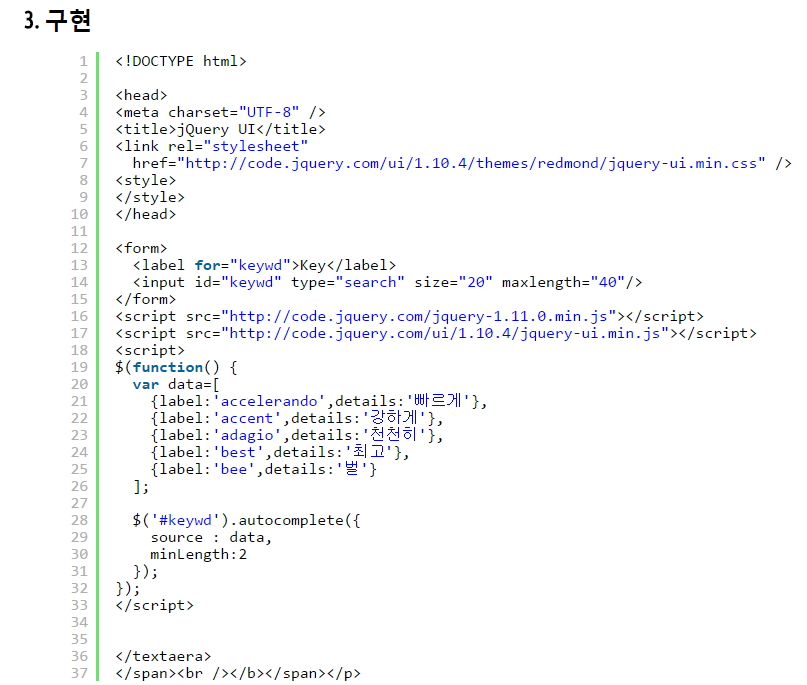 3. 구현
1 <!DOCTYPE html>
2
3 <head>
4 <meta charset="UTF-8" />
5 <title>jQuery UI</title>
6 <link rel="stylesheet"
7   href="http://code.jquery.com/ui/1.10.4/themes/redmond/jquery-ui.min.css" />
8 <style>
9 </style>
10 </head>
11
12 <form>
13   <label for="keywd">Key</label>
14   <input id="keywd" type="search" size="20" maxlength="40"/>
15 </form>
16 <script src="http://code.jquery.com/jquery-1.11.0.min.js"></script>
17 <script src="http://code.jquery.com/ui/1.10.4/jquery-ui.min.js"></script>
18 <script>
19 $(function() {
20   var data=[
21     {label:'accelerando',details:'빠르게'},
22     {label:'accent',details:'강하게'},
23     {label:'adagio',details:'천천히'},
24     {label:'best',details:'최고'},
25     {label:'bee',details:'벌'}
26   ];
27
28   $('#keywd').autocomplete({
29     source : data,
30     minLength:2
31   });
32 });
33 </script>
34
35
36 </textaera>
37 </span><br /></b></span></p>